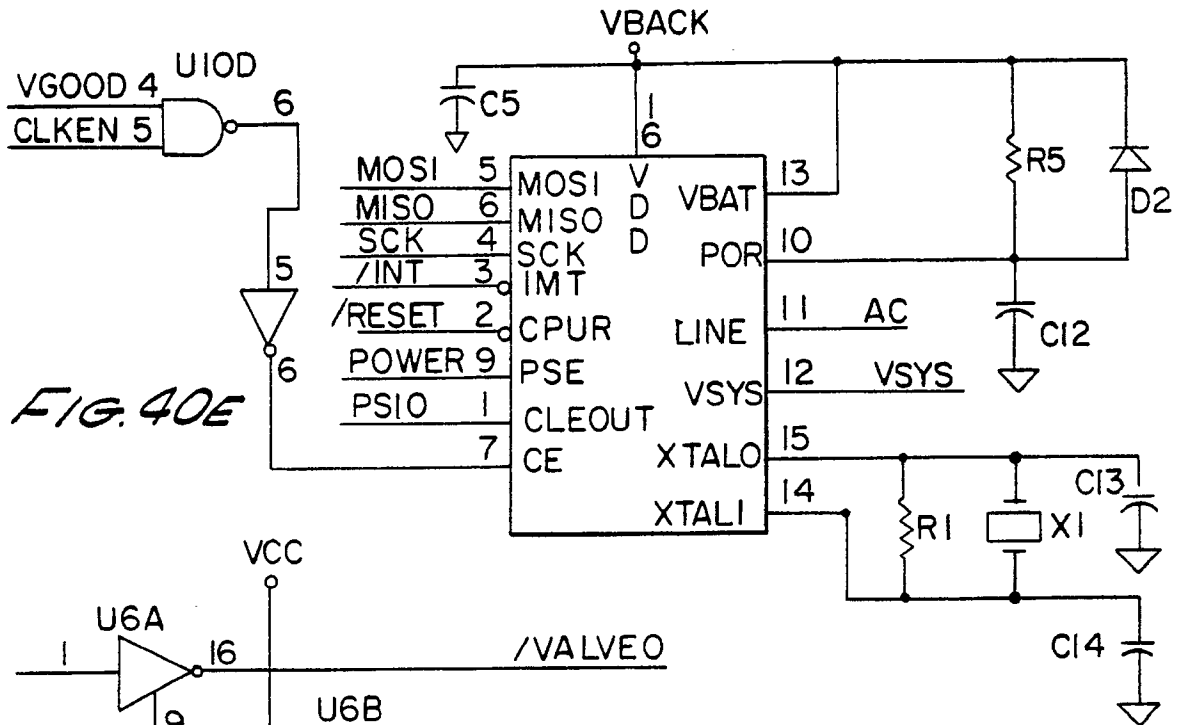 VBACK
U10D
VGOOD 4
6
CLKEN 5
C5
1
6
R5
D2
MOSI 5 MOSI
VDD
VBAT 13
MISO 6 MISO
SCK 4 SCK
POR 10
/INT 3 IMT
5
/RESET 2 CPUR
LINE 11 AC
C12
6
POWER 9 PSE
VSYS 12 VSYS
FIG. 40E
PSIO 1 CLEOUT
7 CE
XTALO 15
C13
XTALI 14
R1
X1
VCC
U6A
1
16
/VALVE0
C14
9
U6B